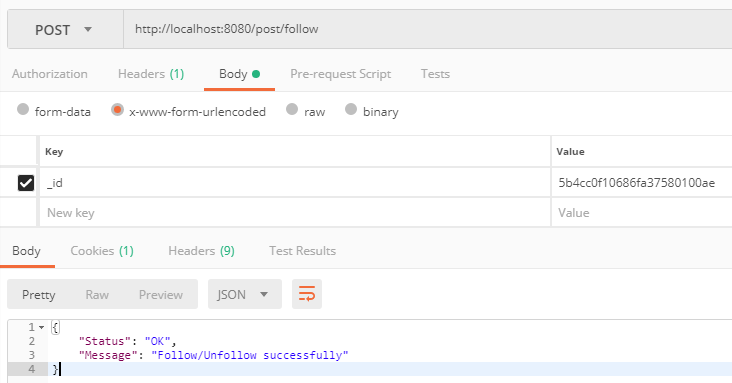 POST http://localhost:8080/post/follow
Authorization Headers (1) Body Pre-request Script Tests
form-data x-www-form-urlencoded raw binary
Key Value
_id 5b4cc0f10686fa37580100ae
New key Value
Body Cookies (1) Headers (9) Test Results
Pretty Raw Preview JSON
1 {
2 "Status": "OK",
3 "Message": "Follow/Unfollow successfully"
4 }